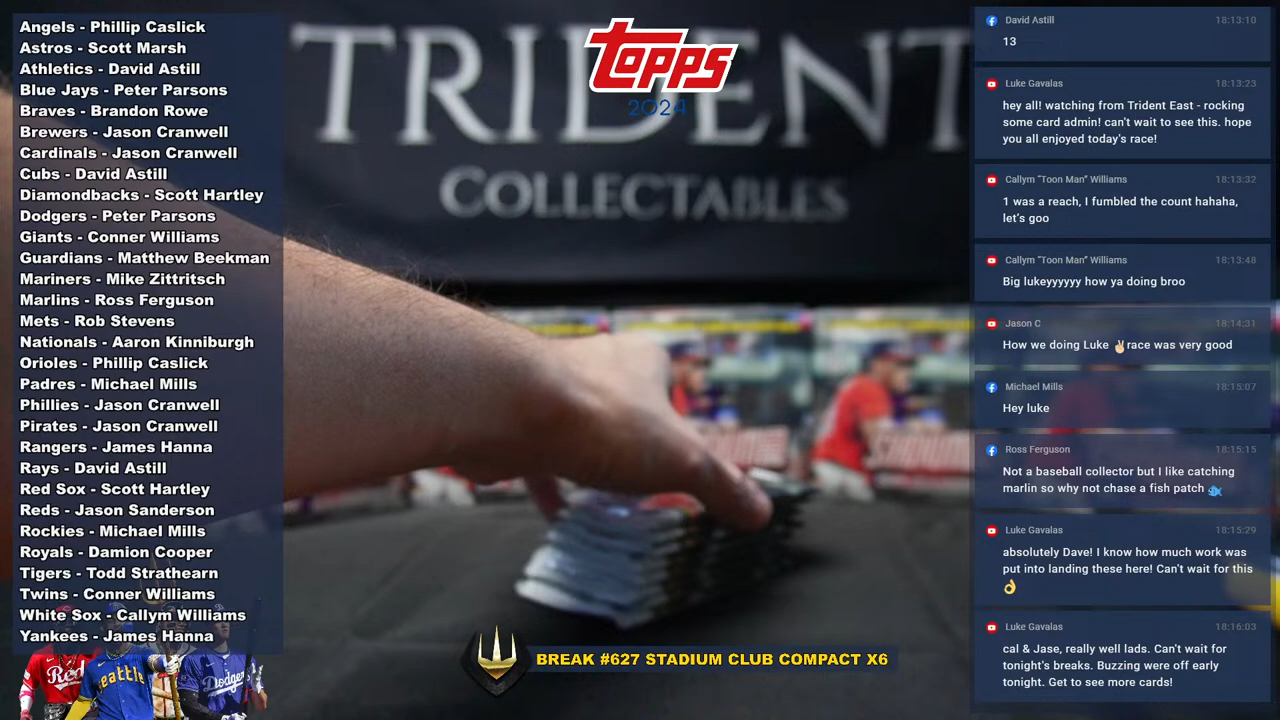 Angels - Phillip Caslick
Astros - Scott Marsh
Athletics - David Astill
Blue Jays - Peter Parsons
Braves - Brandon Rowe
Brewers - Jason Cranwell
Cardinals - Jason Cranwell
Cubs - David Astill
Diamondbacks - Scott Hartley
Dodgers - Peter Parsons
Giants - Conner Williams
Guardians - Matthew Beekman
Mariners - Mike Zittritsch
Marlins - Ross Ferguson
Mets - Rob Stevens
Nationals - Aaron Kinniburgh
Orioles - Phillip Caslick
Padres - Michael Mills
Phillies - Jason Cranwell
Pirates - Jason Cranwell
Rangers - James Hanna
Rays - David Astill
Red Sox - Scott Hartley
Reds - Jason Sanderson
Rockies - Michael Mills
Royals - Damion Cooper
Tigers - Todd Strathearn
Twins - Conner Williams
White Sox - Callym Williams
Yankees - James Hanna
Reds
Seattle
Dodgers
TRIDENT
COLLECTABLES
Topps
2024
BREAK #627 STADIUM CLUB COMPACT X6
David Astill 18:13:10
13
Luke Gavalas 18:13:23
hey all! watching from Trident East - rocking
some card admin! can't wait to see this. hope
you all enjoyed today's race!
Callym "Toon Man" Williams 18:13:32
1 was a reach, I fumbled the count hahaha,
let's goo
Callym "Toon Man" Williams 18:13:48
Big lukeyyyyyy how ya doing broo
Jason C 18:14:31
How we doing Luke ✌🏻race was very good
Michael Mills 18:15:07
Hey luke
Ross Ferguson 18:15:15
Not a baseball collector but I like catching
marlin so why not chase a fish patch 🐟
Luke Gavalas 18:15:29
absolutely Dave! I know how much work was
put into landing these here! Can't wait for this
👌
Luke Gavalas 18:16:03
cal & Jase, really well lads. Can't wait for
tonight's breaks. Buzzing were off early
tonight. Get to see more cards!